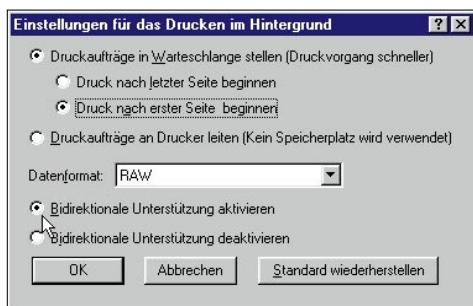 Einstellungen für das Drucken im Hintergrund
Druckaufträge in Warteschlange stellen (Druckvorgang schneller)
Druck nach letzter Seite beginnen
Druck nach erster Seite beginnen
Druckaufträge an Drucker leiten (Kein Speicherplatz wird verwendet)
Datenformat: RAW
Bidirektionale Unterstützung aktivieren
Bidirektionale Unterstützung deaktivieren
OK Abbrechen Standard wiederherstellen